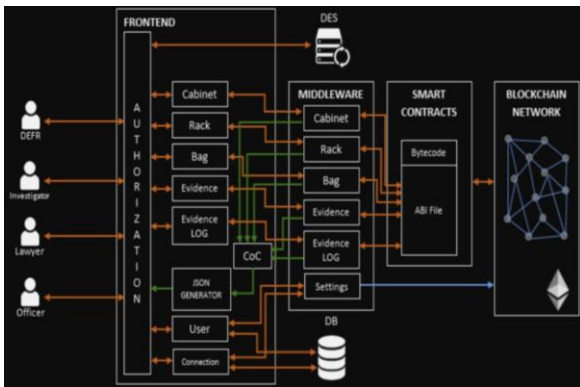 FRONTEND
DES
AUTHORIZATION
Cabinet
Rack
Bag
Evidence
Evidence
LOG
CoC
JSON
GENERATOR
User
Connection
MIDDLEWARE
Cabinet
Rack
Bag
Evidence
Evidence
LOG
Settings
DB
SMART
CONTRACTS
Bytecode
ABI File
BLOCKCHAIN
NETWORK
DEFR
Investigator
Lawyer
Officer